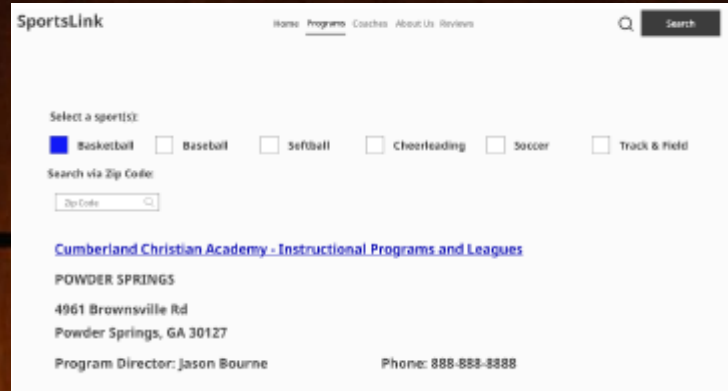 SportsLink
Home Programs Coaches About Us Reviews
Search
Select a sport(s):
Basketball Baseball Softball Cheerleading Soccer Track & Field
Search via Zip Code:
Zip Code
Cumberland Christian Academy - Instructional Programs and Leagues
POWDER SPRINGS
4961 Brownsville Rd
Powder Springs, GA 30127
Program Director: Jason Bourne Phone: 888-888-8888